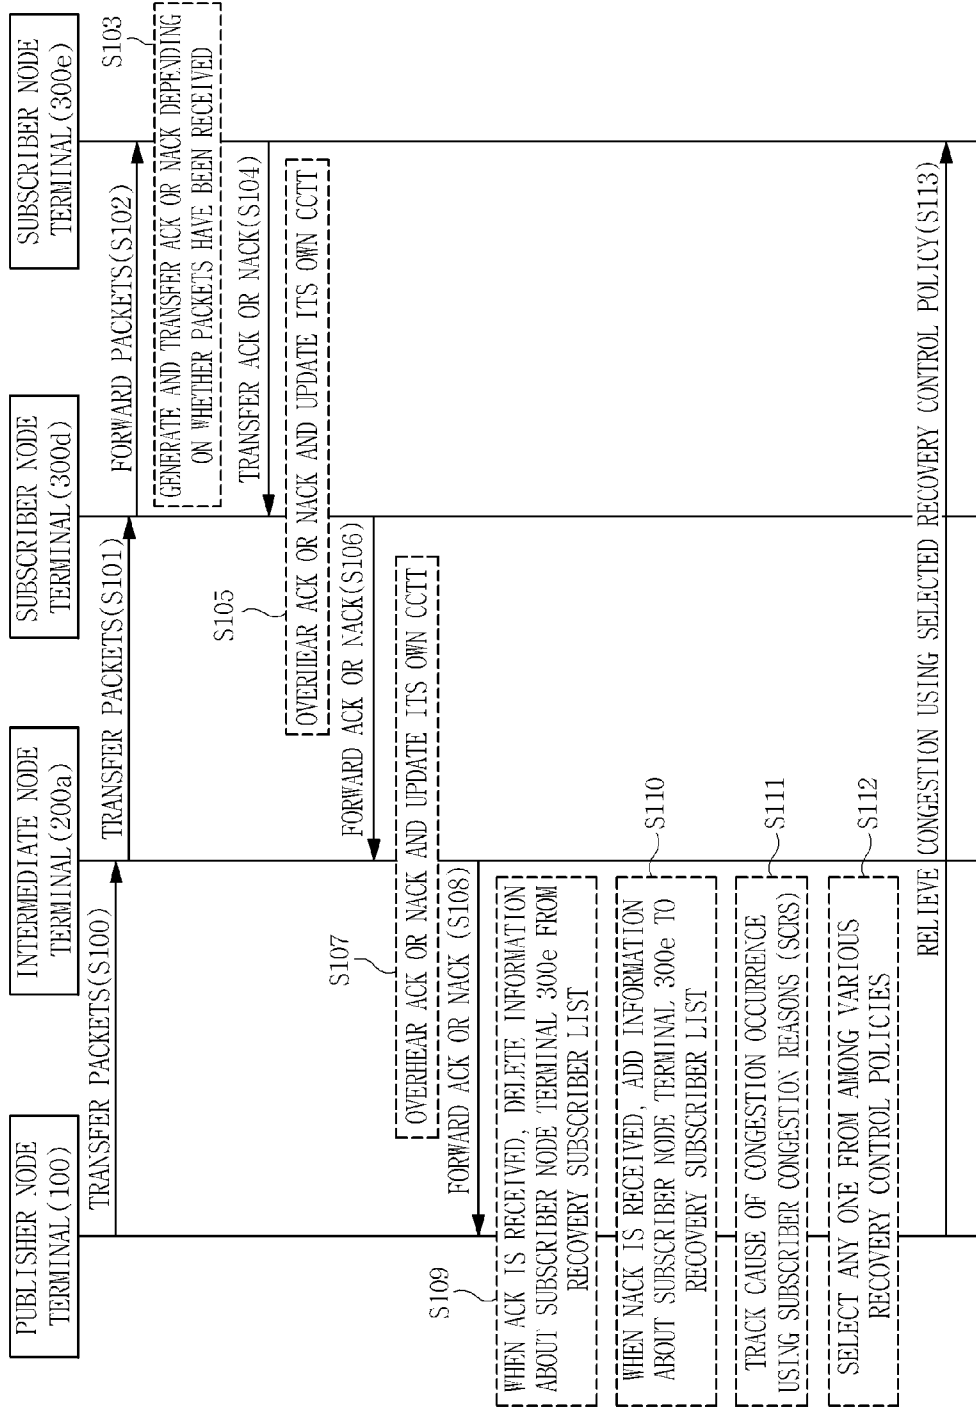 PUBLISHER NODE
TERMINAL(100)
INTERMEDIATE NODE
TERMINAL(200a)
SUBSCRIBER NODE
TERMINAL(300d)
SUBSCRIBER NODE
TERMINAL(300e)
TRANSFER PACKETS(S100)
TRANSFER PACKETS(S101)
FORWARD PACKETS(S102)
S103
GENERATE AND TRANSFER ACK OR NACK DEPENDING
ON WHETHER PACKETS HAVE BEEN RECEIVED
TRANSFER ACK OR NACK(S104)
S105
OVERHEAR ACK OR NACK AND UPDATE ITS OWN CCTT
FORWARD ACK OR NACK(S106)
S107
OVERHEAR ACK OR NACK AND UPDATE ITS OWN CCTT
FORWARD ACK OR NACK (S108)
S109
WHEN ACK IS RECEIVED, DELETE INFORMATION
ABOUT SUBSCRIBER NODE TERMINAL 300e FROM
RECOVERY SUBSCRIBER LIST
S110
WHEN NACK IS RECEIVED, ADD INFORMATION
ABOUT SUBSCRIBER NODE TERMINAL 300e TO
RECOVERY SUBSCRIBER LIST
S111
TRACK CAUSE OF CONGESTION OCCURRENCE
USING SUBSCRIBER CONGESTION REASONS (SCRS)
S112
SELECT ANY ONE FROM AMONG VARIOUS
RECOVERY CONTROL POLICIES
RELIEVE CONGESTION USING SELECTED RECOVERY CONTROL POLICY(S113)